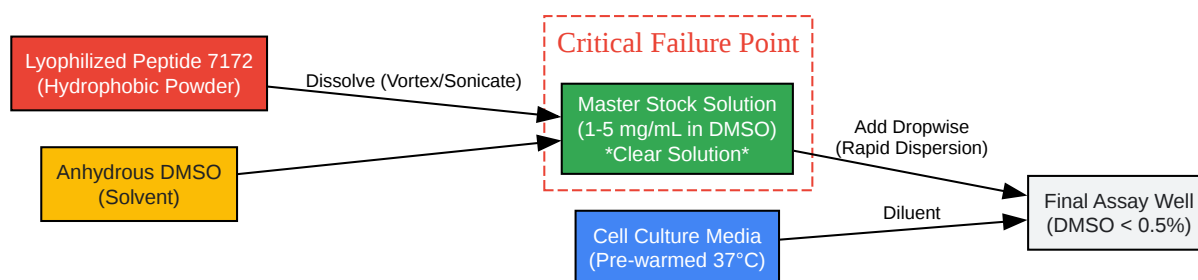 Critical Failure Point
Lyophilized Peptide 7172
(Hydrophobic Powder)
Dissolve (Vortex/Sonicate)
Anhydrous DMSO
(Solvent)
Master Stock Solution
(1-5 mg/mL in DMSO)
*Clear Solution*
Add Dropwise
(Rapid Dispersion)
Cell Culture Media
(Pre-warmed 37°C)
Diluent
Final Assay Well
(DMSO < 0.5%)